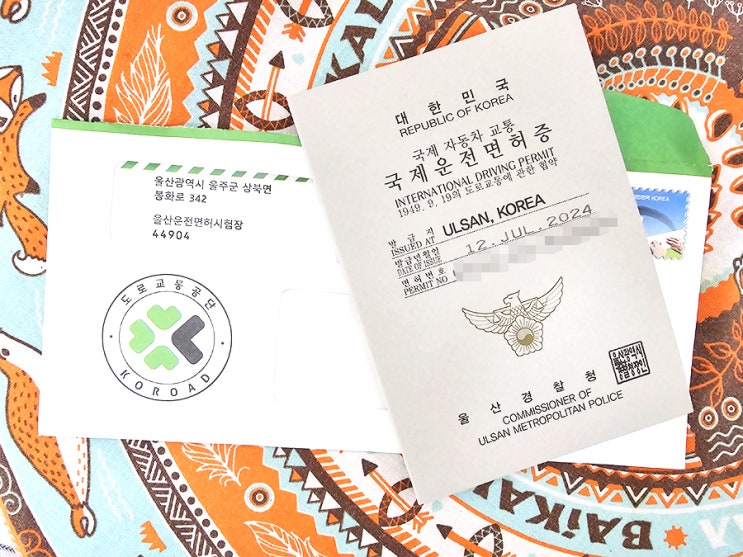 울산광역시 울주군 상북면
봉화로 342
울산운전면허시험장
44904
도로교통공단
KOROAD
대한민국
REPUBLIC OF KOREA
국제 자동차 교통
국제운전면허증
INTERNATIONAL DRIVING PERMIT
1949. 9. 19의 도로교통에 관한 협약
발급지
ISSUED AT ULSAN, KOREA
발급년월일
DATE OF ISSUE 12. JUL. 2024
면허번호
PERMIT NO
울산경찰청
COMMISSIONER OF
ULSAN METROPOLITAN POLICE
KOREA
BAIKAL
BAIKAL